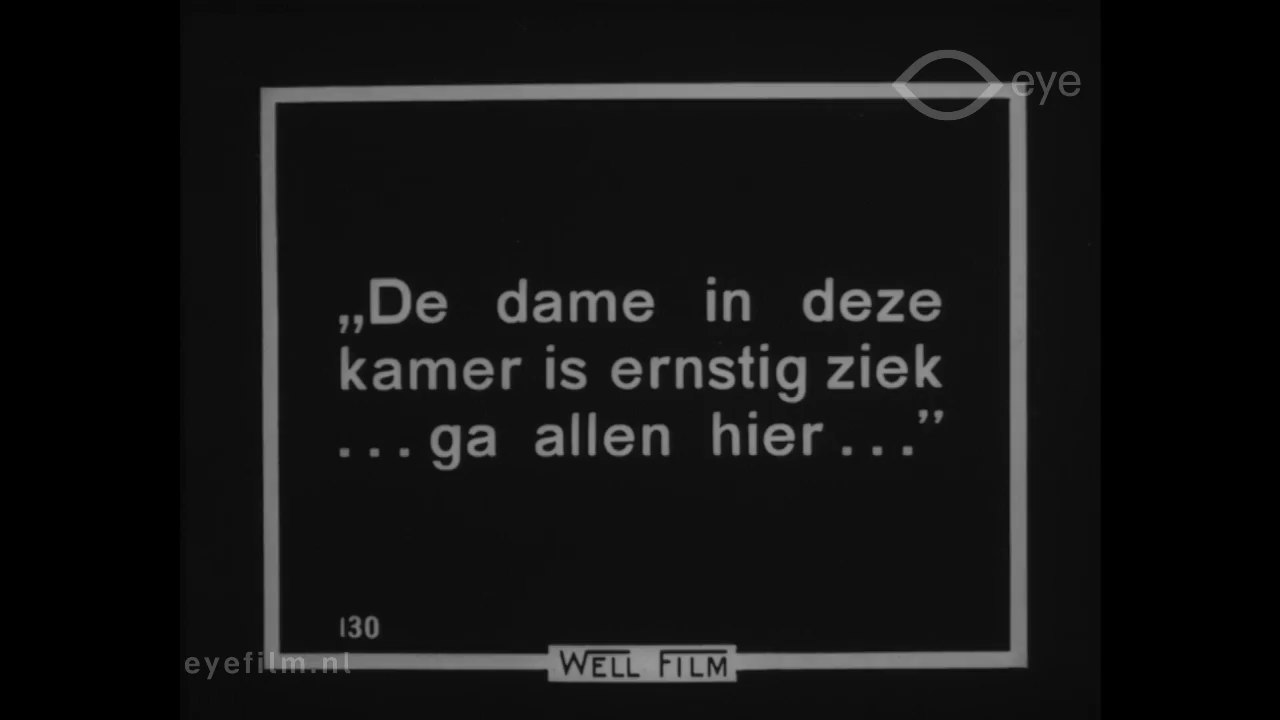 eye
„De dame in deze
kamer is ernstig ziek
...ga allen hier...”
130
eyefilm.nl
WELL FILM